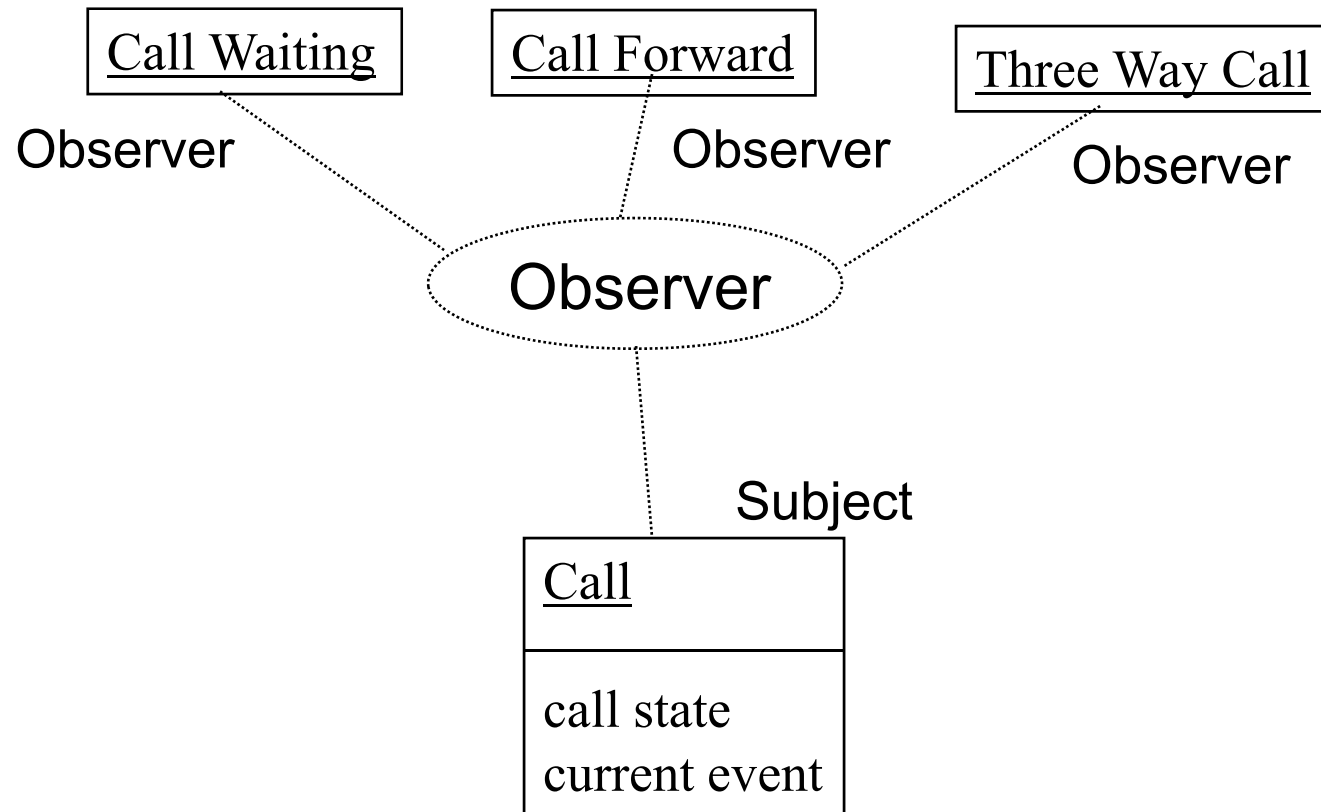 Call Waiting
Call Forward
Three Way Call
Observer
Observer
Observer
Observer
Subject
Call
call state
current event